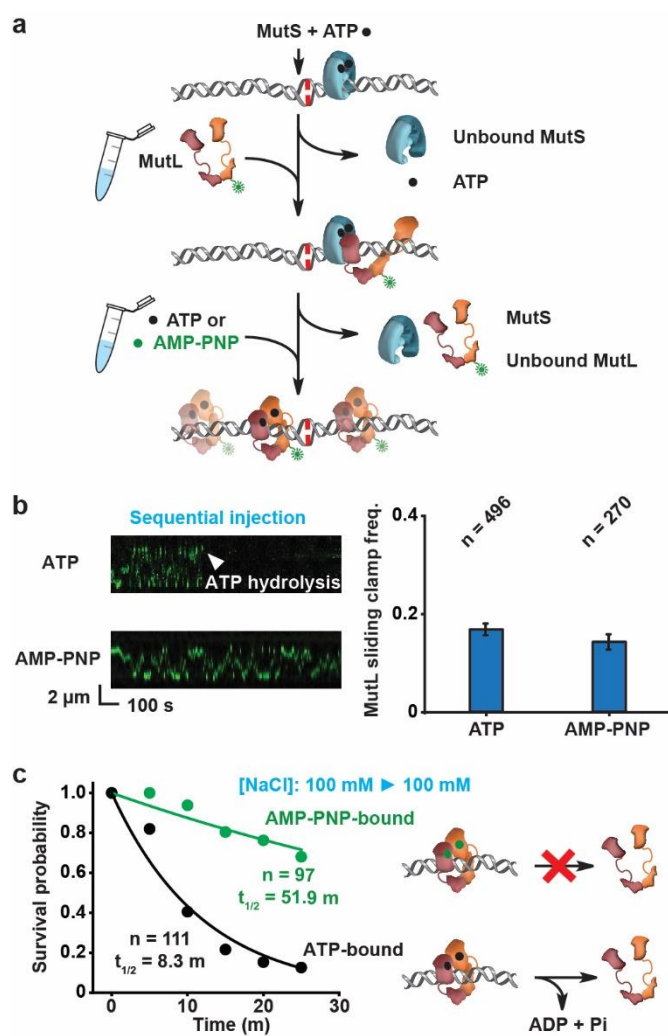 a
MutS + ATP
MutL
Unbound MutS
ATP
ATP or
AMP-PNP
MutS
Unbound MutL
b
Sequential injection
ATP
ATP hydrolysis
AMP-PNP
2 µm
100 s
MutL sliding clamp freq.
0.4
0.2
0
n = 496
n = 270
ATP
AMP-PNP
c
[NaCl]: 100 mM ► 100 mM
Survival probability
1.0
0.8
0.6
0.4
0.2
0
AMP-PNP-bound
n = 97
t1/2 = 51.9 m
n = 111
t1/2 = 8.3 m
ATP-bound
0 10 20 30
Time (m)
ADP + Pi